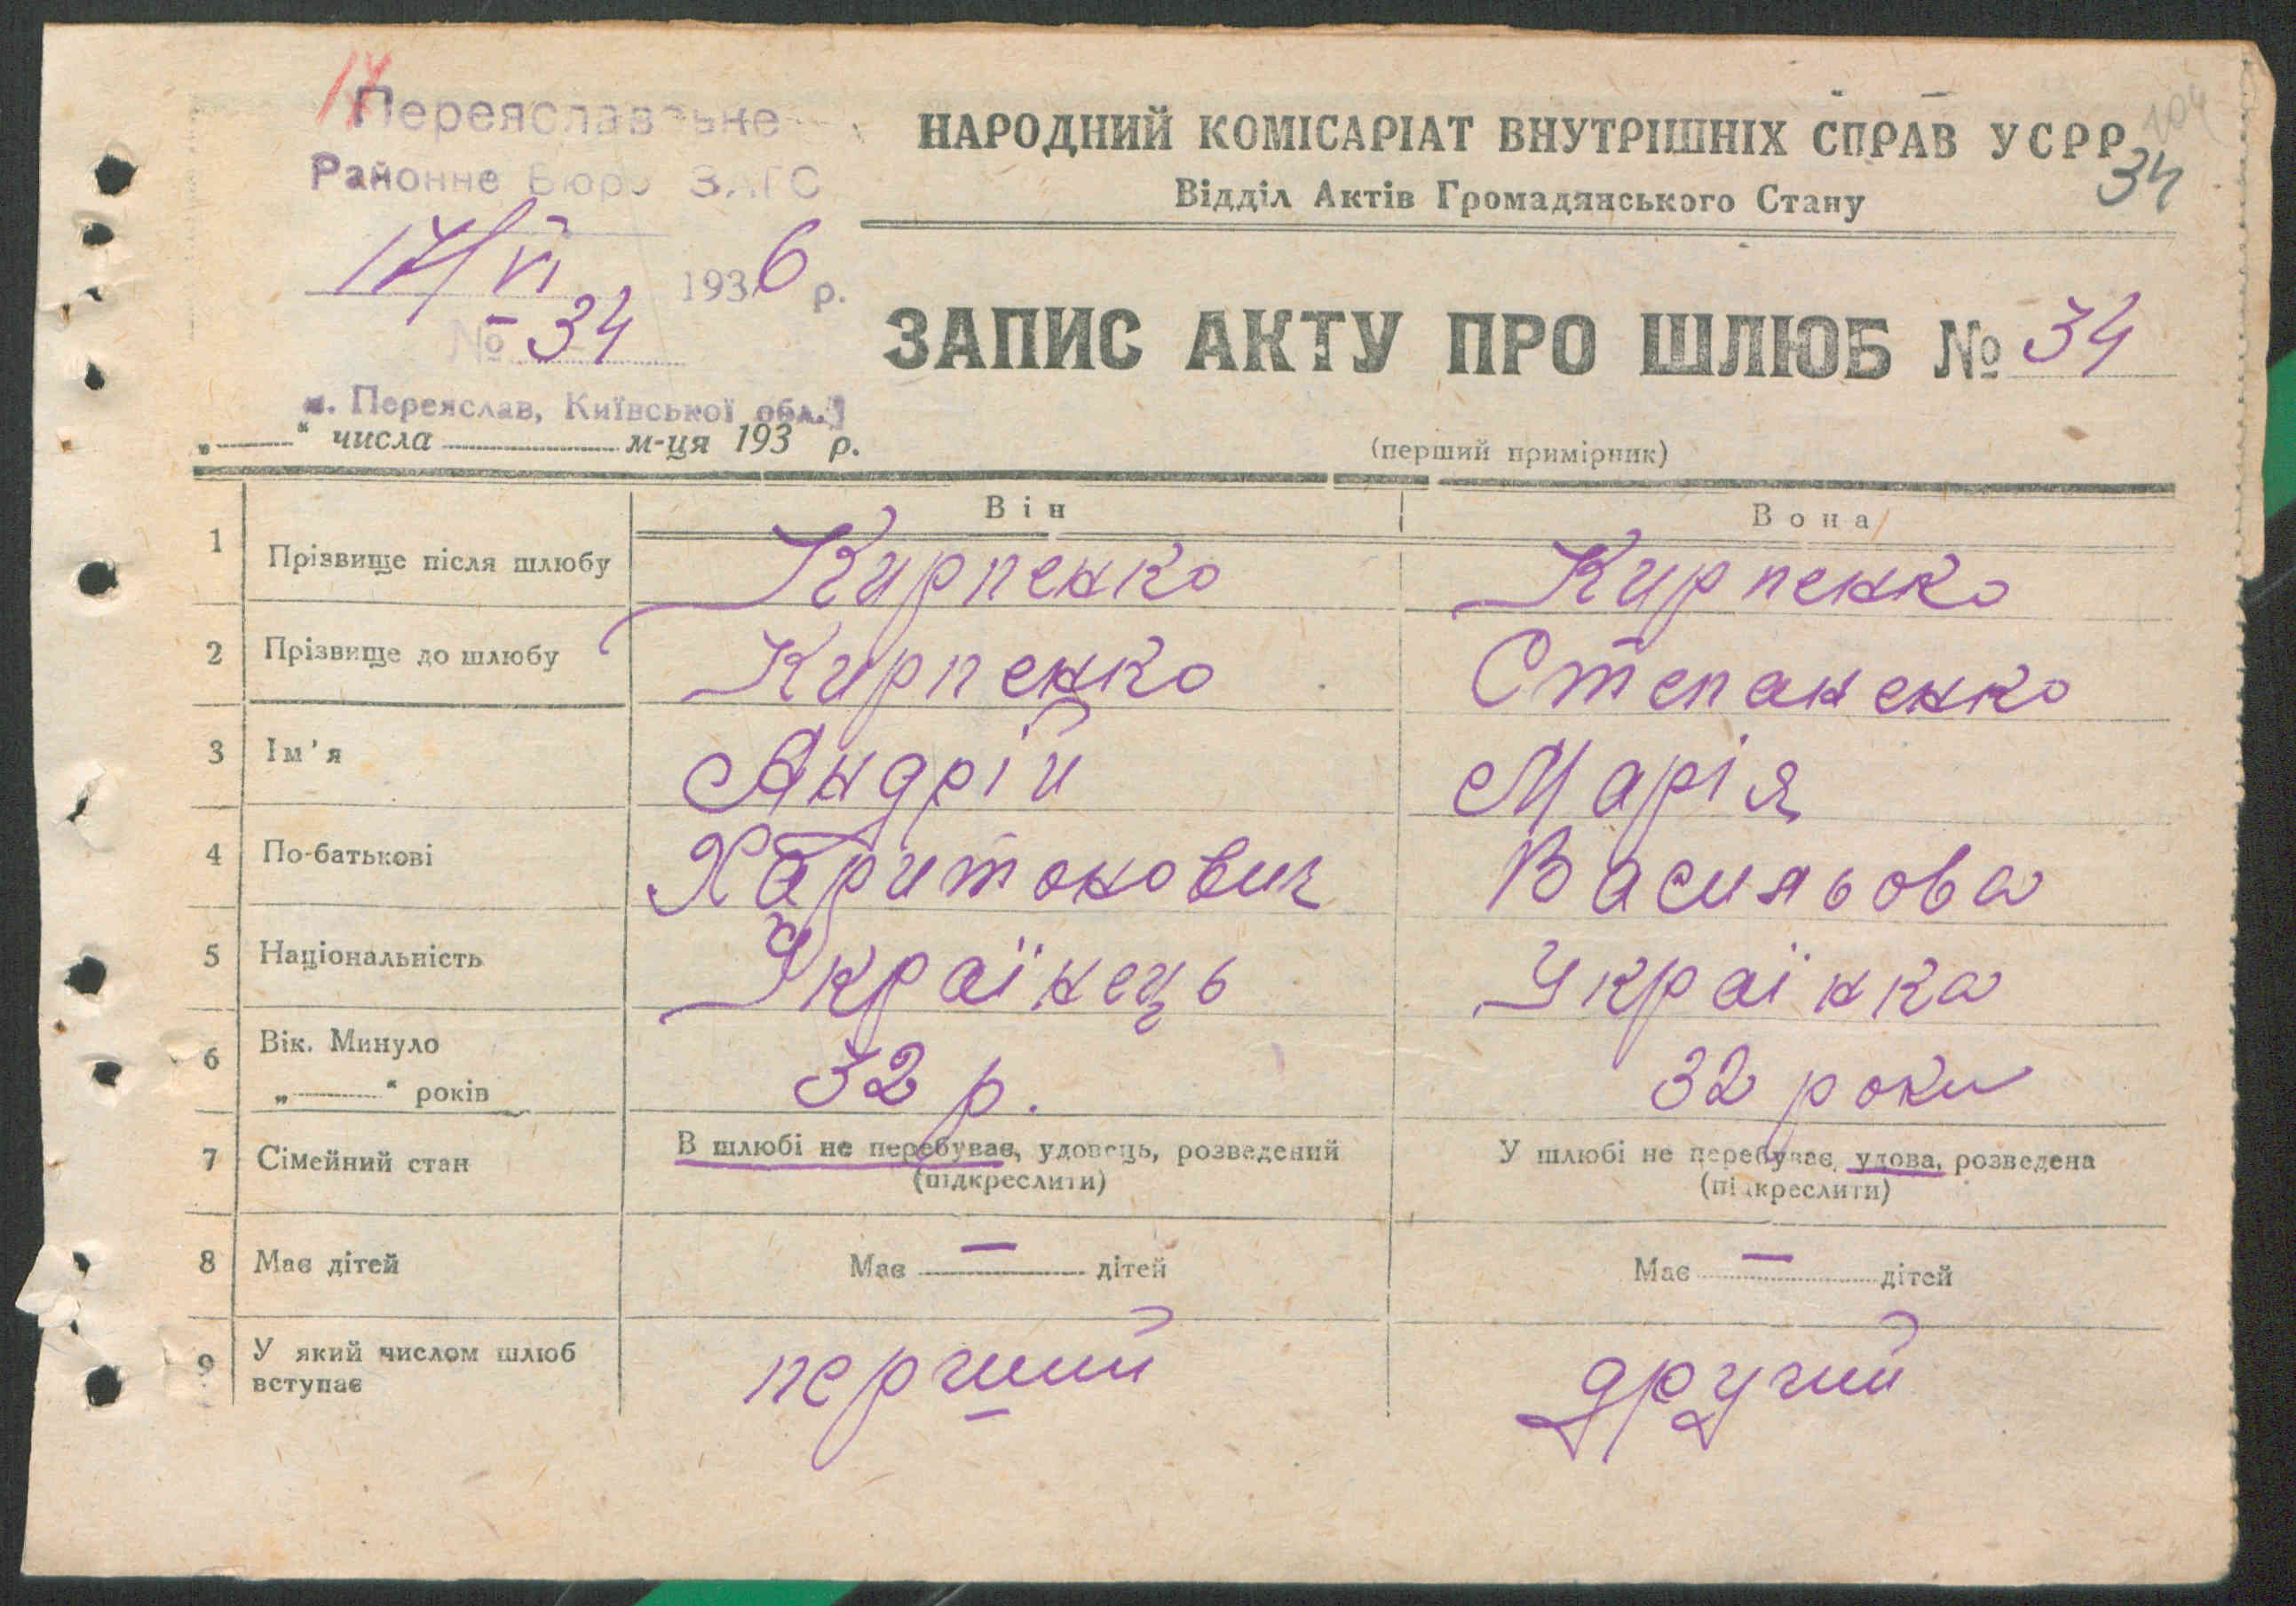 17
Переяславське
Районне Бюро ЗАГС
17/VI 1936 р.
№ 34
м. Переяслав, Київської обл.
„ “ числа м-ця 193 р.
НАРОДНИЙ КОМІСАРІАТ ВНУТРІШНІХ СПРАВ УСРР
34
Відділ Актів Громадянського Стану
ЗАПИС АКТУ ПРО ШЛЮБ № 34
(перший примірник)
Він Вона
1 Прізвище після шлюбу Кирпенко Кирпенко
2 Прізвище до шлюбу Кирпенко Степаненко
3 Ім'я Андрій Марія
4 По-батькові Харитонович Васильова
5 Національність Українець Українка
6 Вік. Минуло
„ “ років 32 р. 32 роки
7 Сімейний стан В шлюбі не перебуває, удовець, розведений У шлюбі не перебуває, удова, розведена
(підкреслити) (підкреслити)
8 Має дітей Має — дітей Має — дітей
9 У який числом шлюб
вступає перший другий